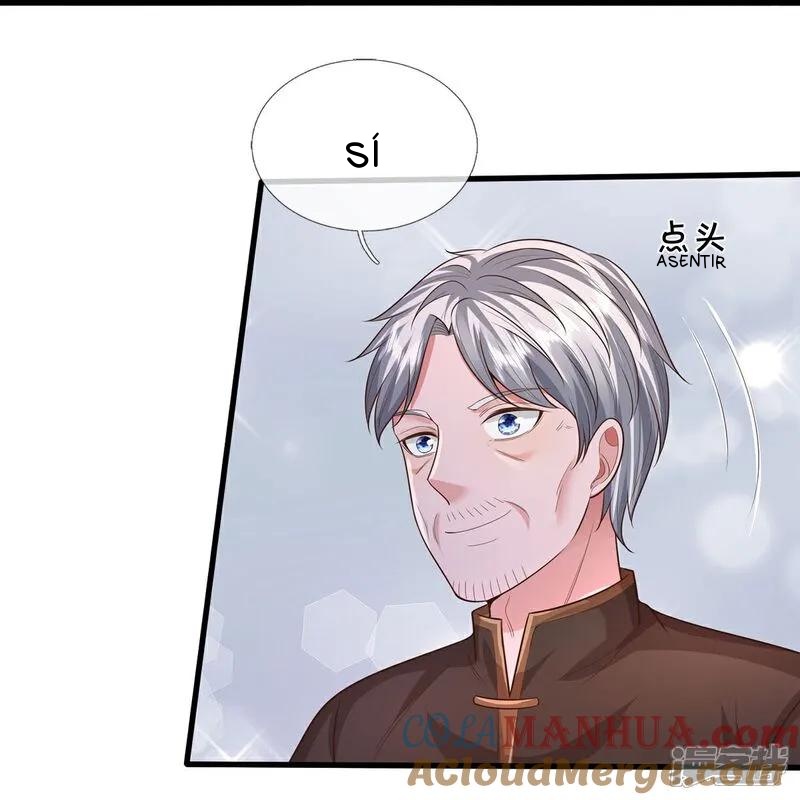 SÍ
点头
ASENTIR
COLAMANHUA.COM
AcloudMerge.com
漫客栈